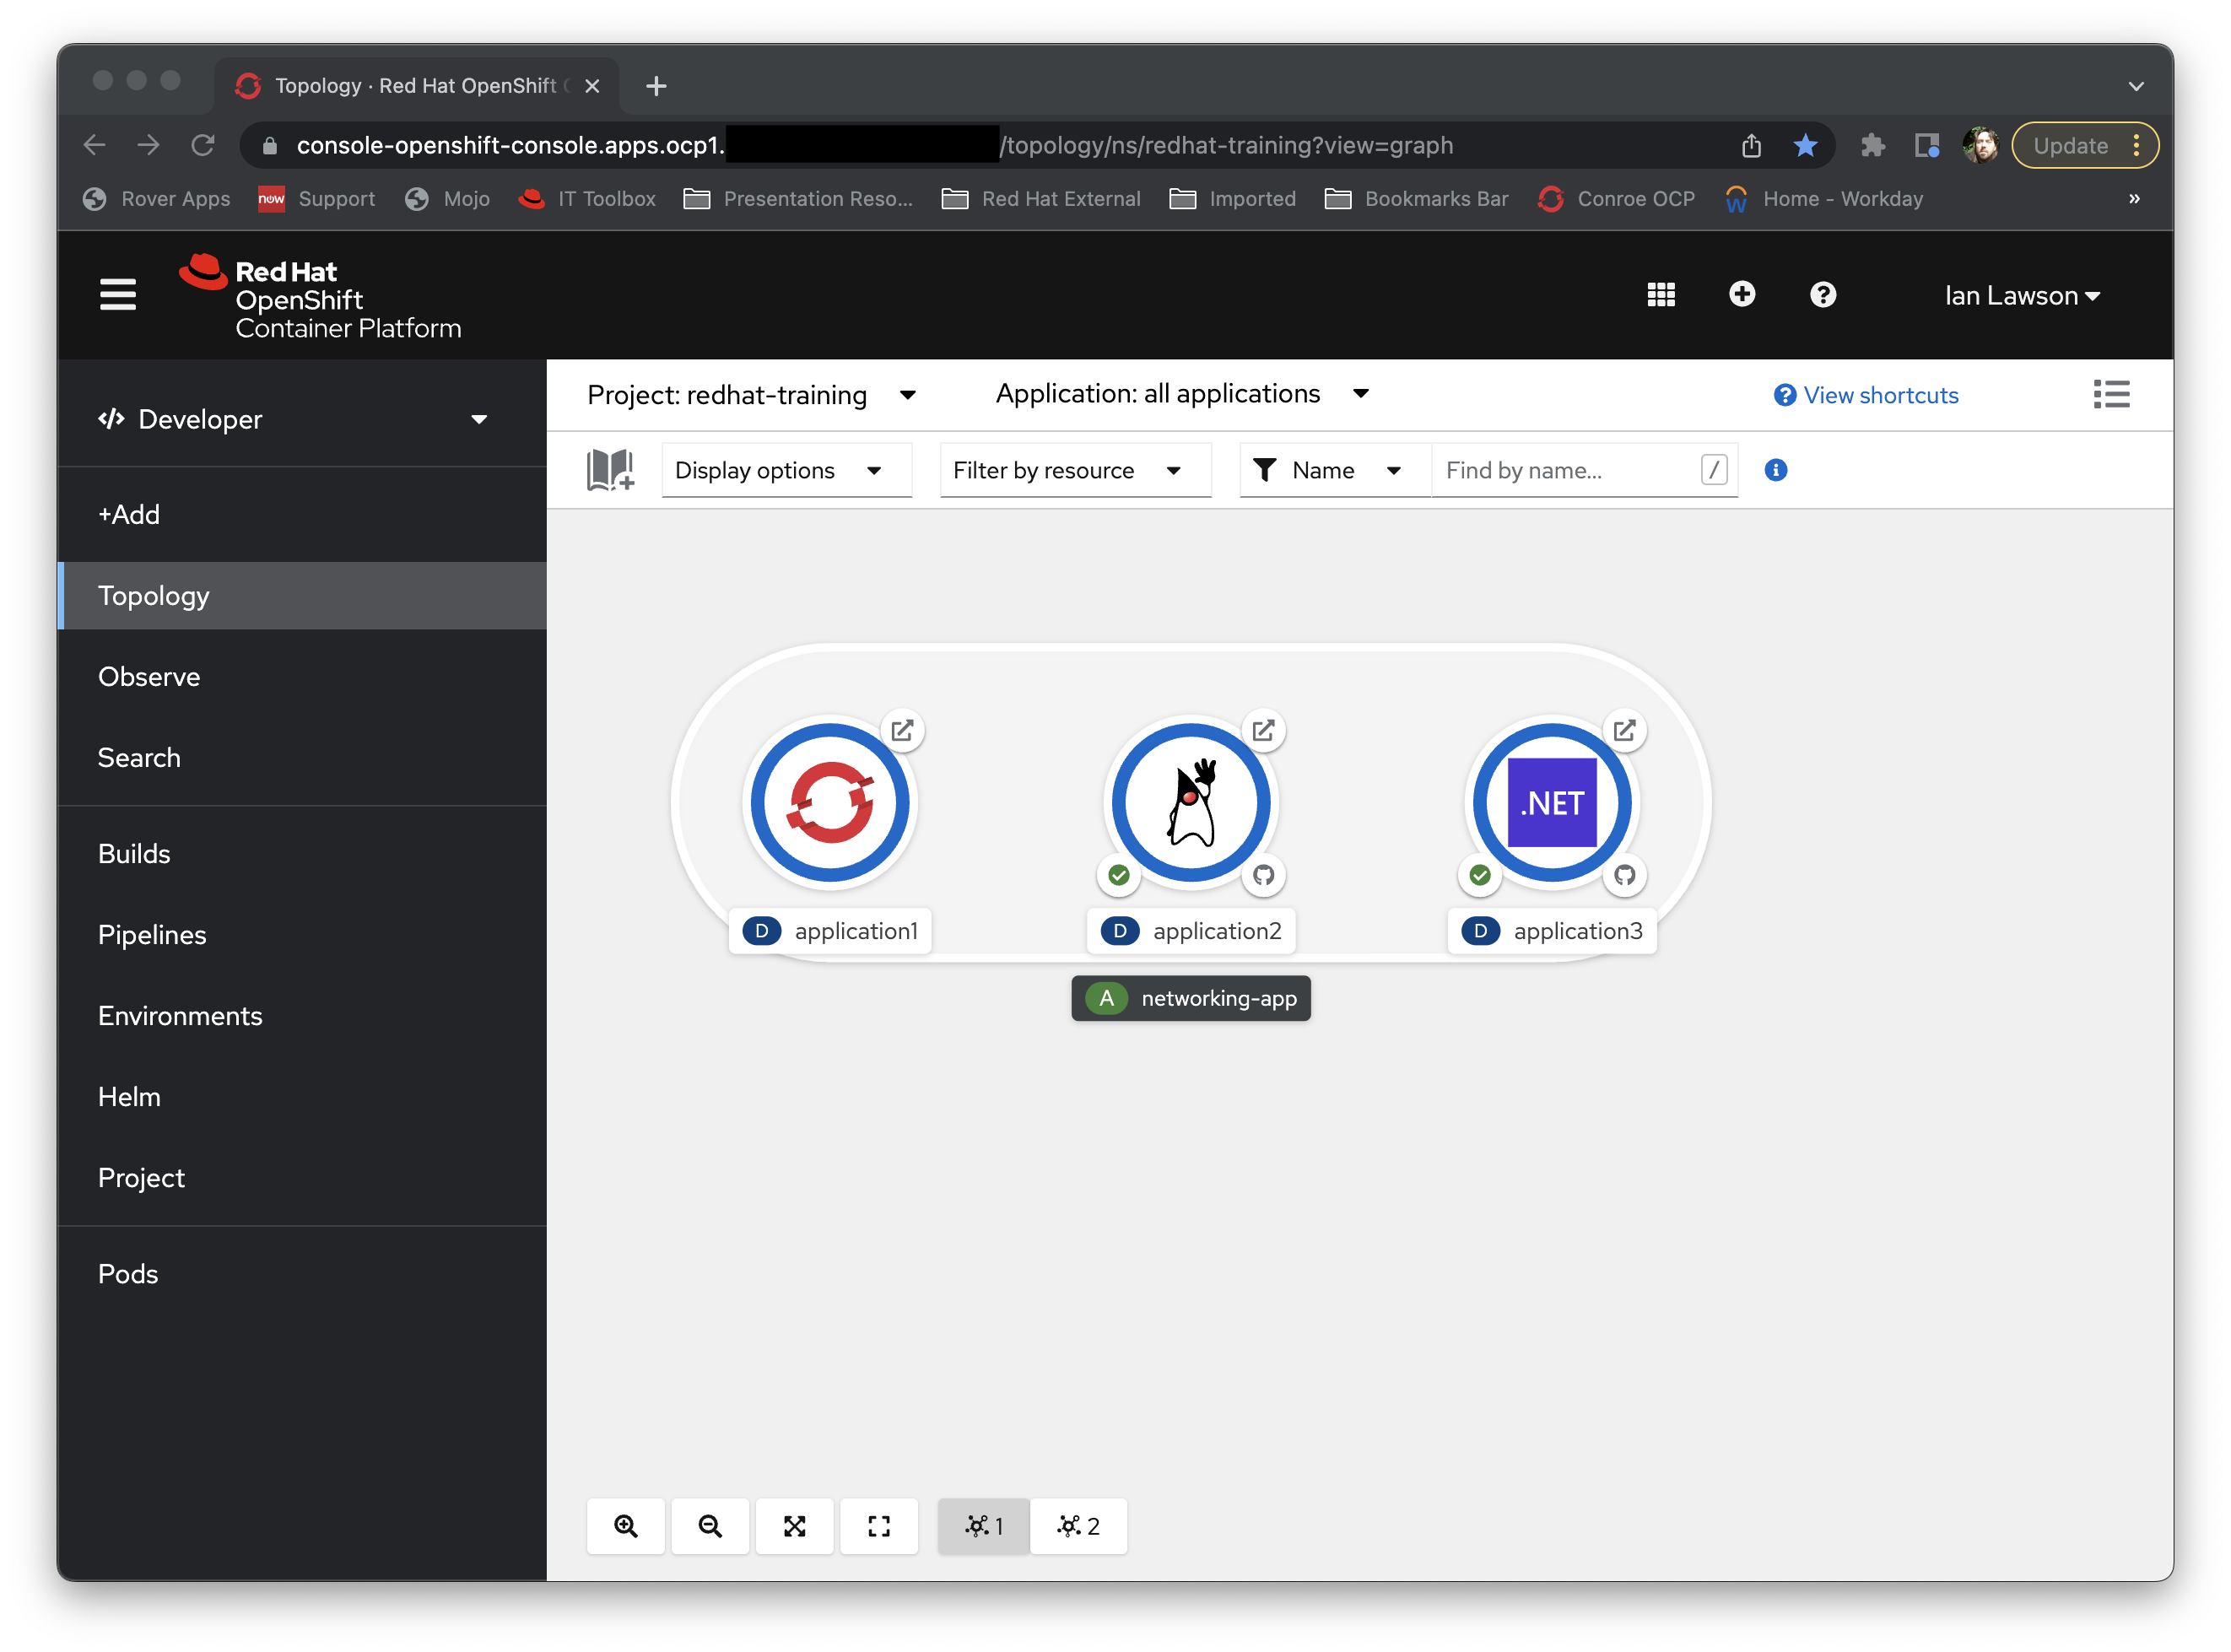 Topology · Red Hat OpenShift
console-openshift-console.apps.ocp1. /topology/ns/redhat-training?view=graph
Update
Rover Apps now Support Mojo IT Toolbox Presentation Reso... Red Hat External Imported Bookmarks Bar Conroe OCP W Home - Workday »
Red Hat
OpenShift
Container Platform
Ian Lawson
Developer
+Add
Topology
Observe
Search
Builds
Pipelines
Environments
Helm
Project
Pods
Project: redhat-training Application: all applications View shortcuts
Display options Filter by resource Name Find by name... /
.NET
D application1 D application2 D application3
A networking-app
1 2